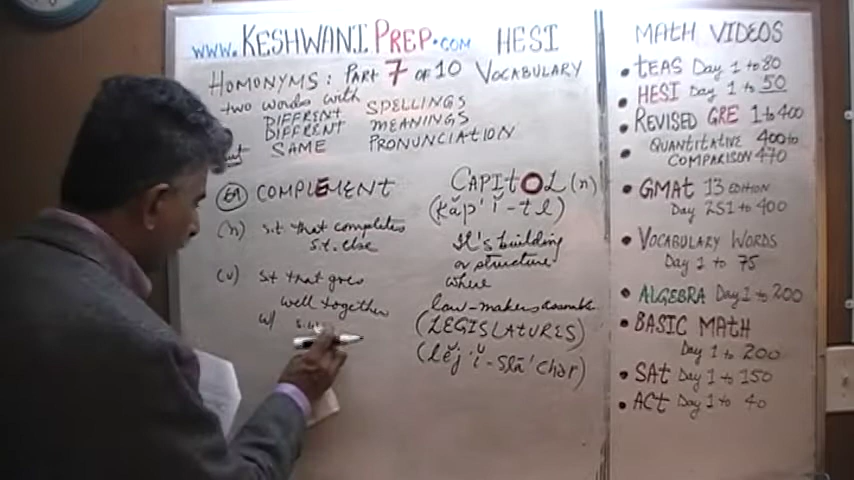 www.KESHWANIPREP.com HESI
HOMONYMS: PART 7 OF 10 VOCABULARY
two words with
DIFFERNT SPELLINGS
DIFFERENT MEANINGS
but SAME PRONUNCIATION
69 COMPLEMENT
(n) s.t that completes
s.t. else
(v) s.t that goes
well together
w/
CAPItOL (n)
(kăp'ĭ-tl)
It's building
or structure
where
law-makers assemble
(LEGISLATURES)
(lĕj'ĭ-slā'chər)
MATH VIDEOS
• tEAS Day 1 to 80
• HESI Day 1 to 50
• REVISED GRE 1 to 400
• QUANTITATIVE 400 to
COMPARISON 470
• GMAt 13 EDITION
DAY 251 to 400
• VOCABULARY WORDS
Day 1 to 75
• ALGEBRA Day 1 to 200
• BASIC MATH
Day 1 to 200
• SAt Day 1 to 150
• ACt Day 1 to 40